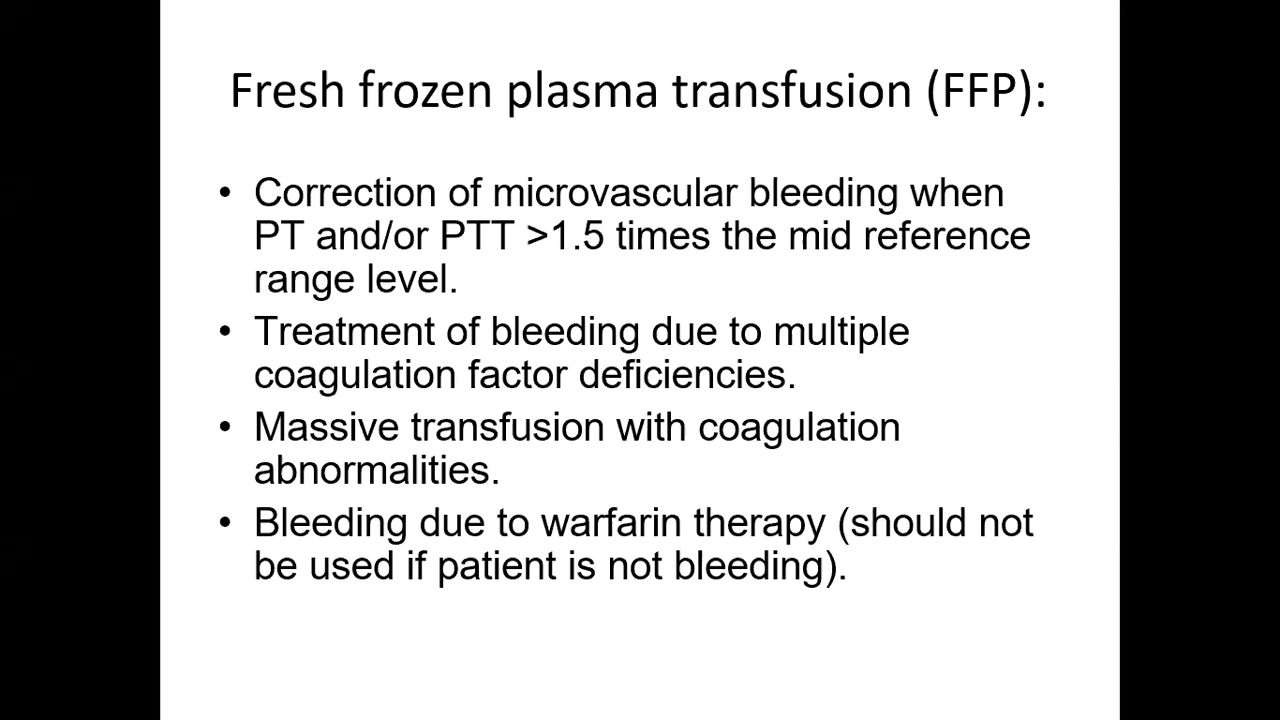 Fresh frozen plasma transfusion (FFP):
• Correction of microvascular bleeding when
PT and/or PTT >1.5 times the mid reference
range level.
• Treatment of bleeding due to multiple
coagulation factor deficiencies.
• Massive transfusion with coagulation
abnormalities.
• Bleeding due to warfarin therapy (should not
be used if patient is not bleeding).